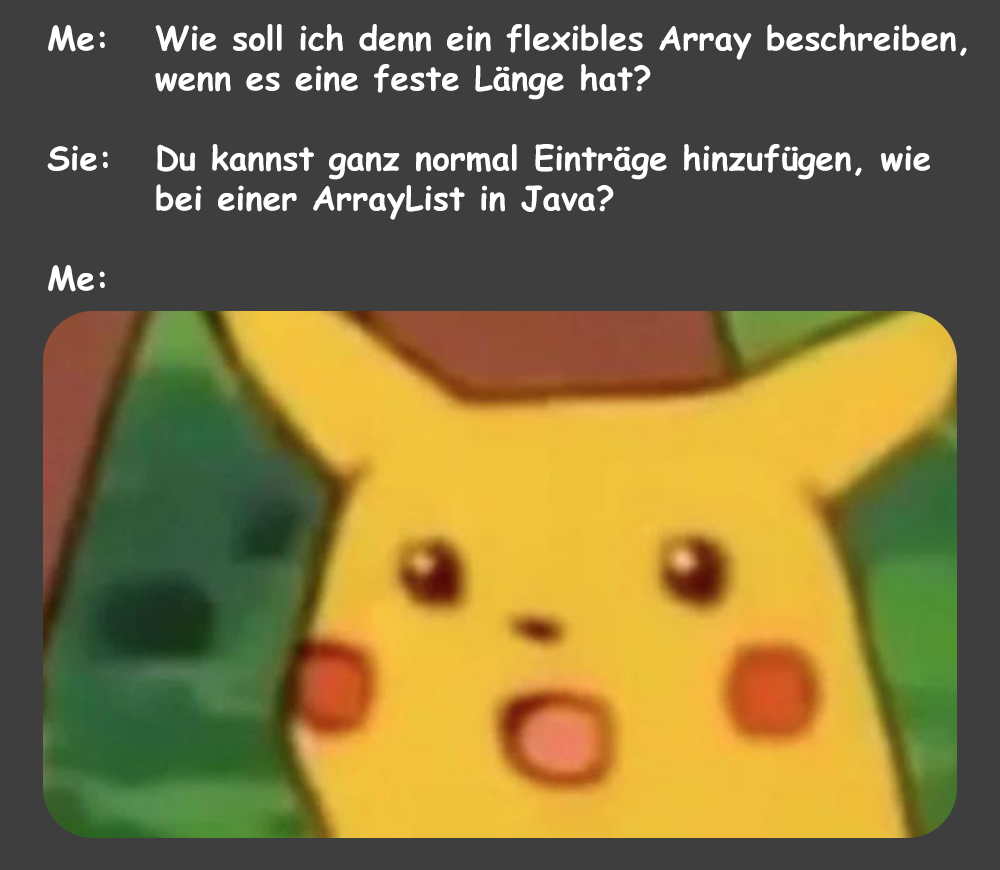 Me: Wie soll ich denn ein flexibles Array beschreiben,
wenn es eine feste Länge hat?
Sie: Du kannst ganz normal Einträge hinzufügen, wie
bei einer ArrayList in Java?
Me: